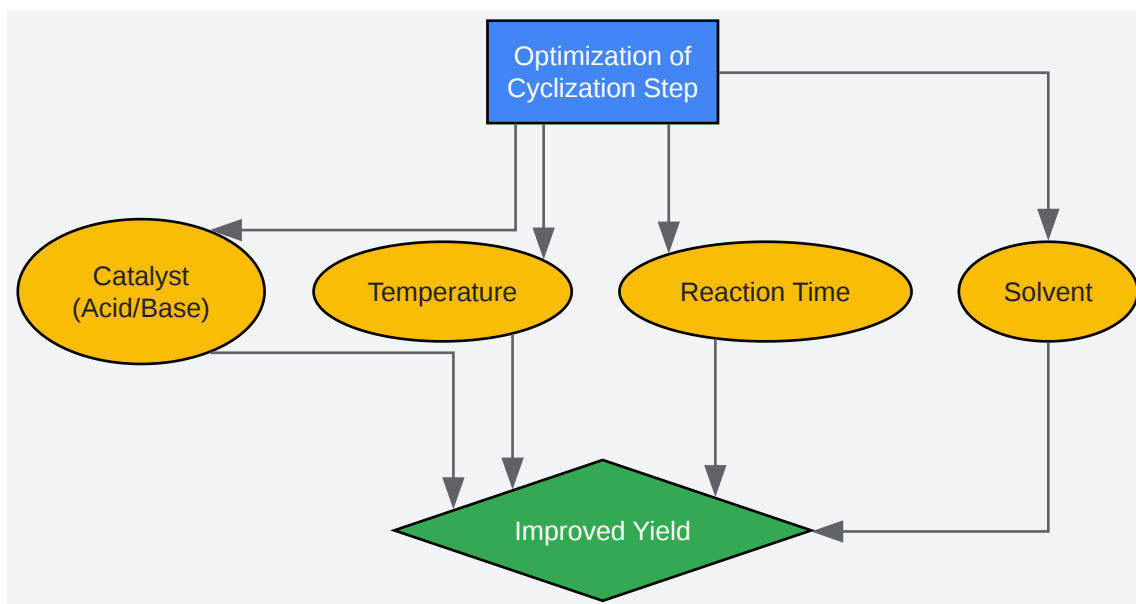 Optimization of
Cyclization Step
Catalyst
(Acid/Base)
Temperature
Reaction Time
Solvent
Improved Yield